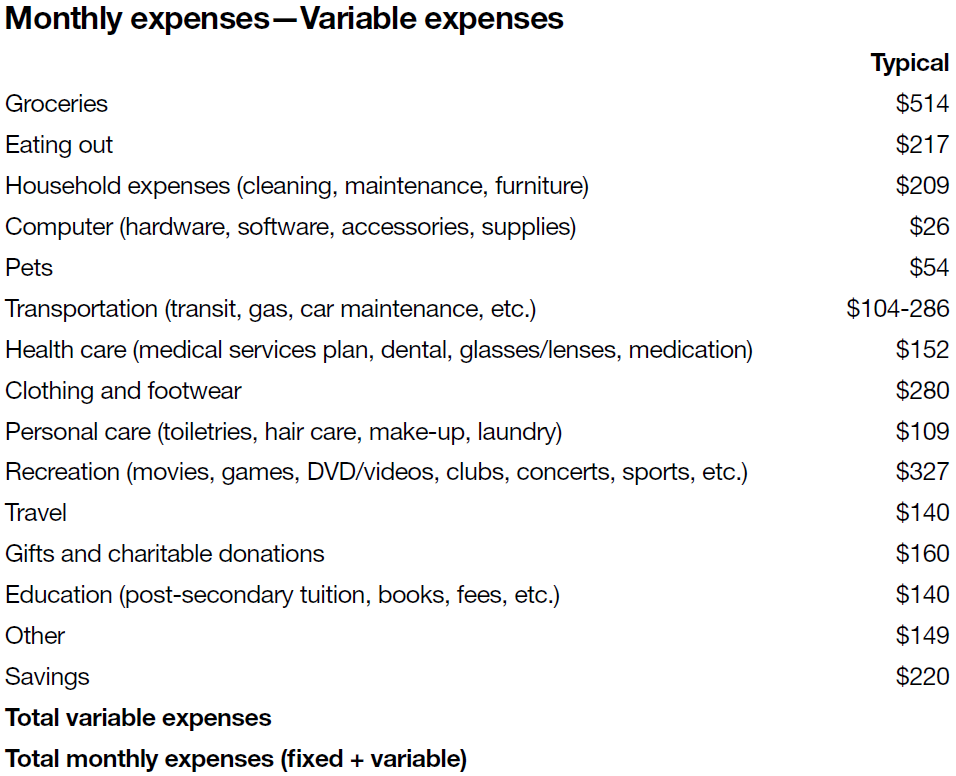 Monthly expenses—Variable expenses
Typical
Groceries $514
Eating out $217
Household expenses (cleaning, maintenance, furniture) $209
Computer (hardware, software, accessories, supplies) $26
Pets $54
Transportation (transit, gas, car maintenance, etc.) $104-286
Health care (medical services plan, dental, glasses/lenses, medication) $152
Clothing and footwear $280
Personal care (toiletries, hair care, make-up, laundry) $109
Recreation (movies, games, DVD/videos, clubs, concerts, sports, etc.) $327
Travel $140
Gifts and charitable donations $160
Education (post-secondary tuition, books, fees, etc.) $140
Other $149
Savings $220
Total variable expenses
Total monthly expenses (fixed + variable)